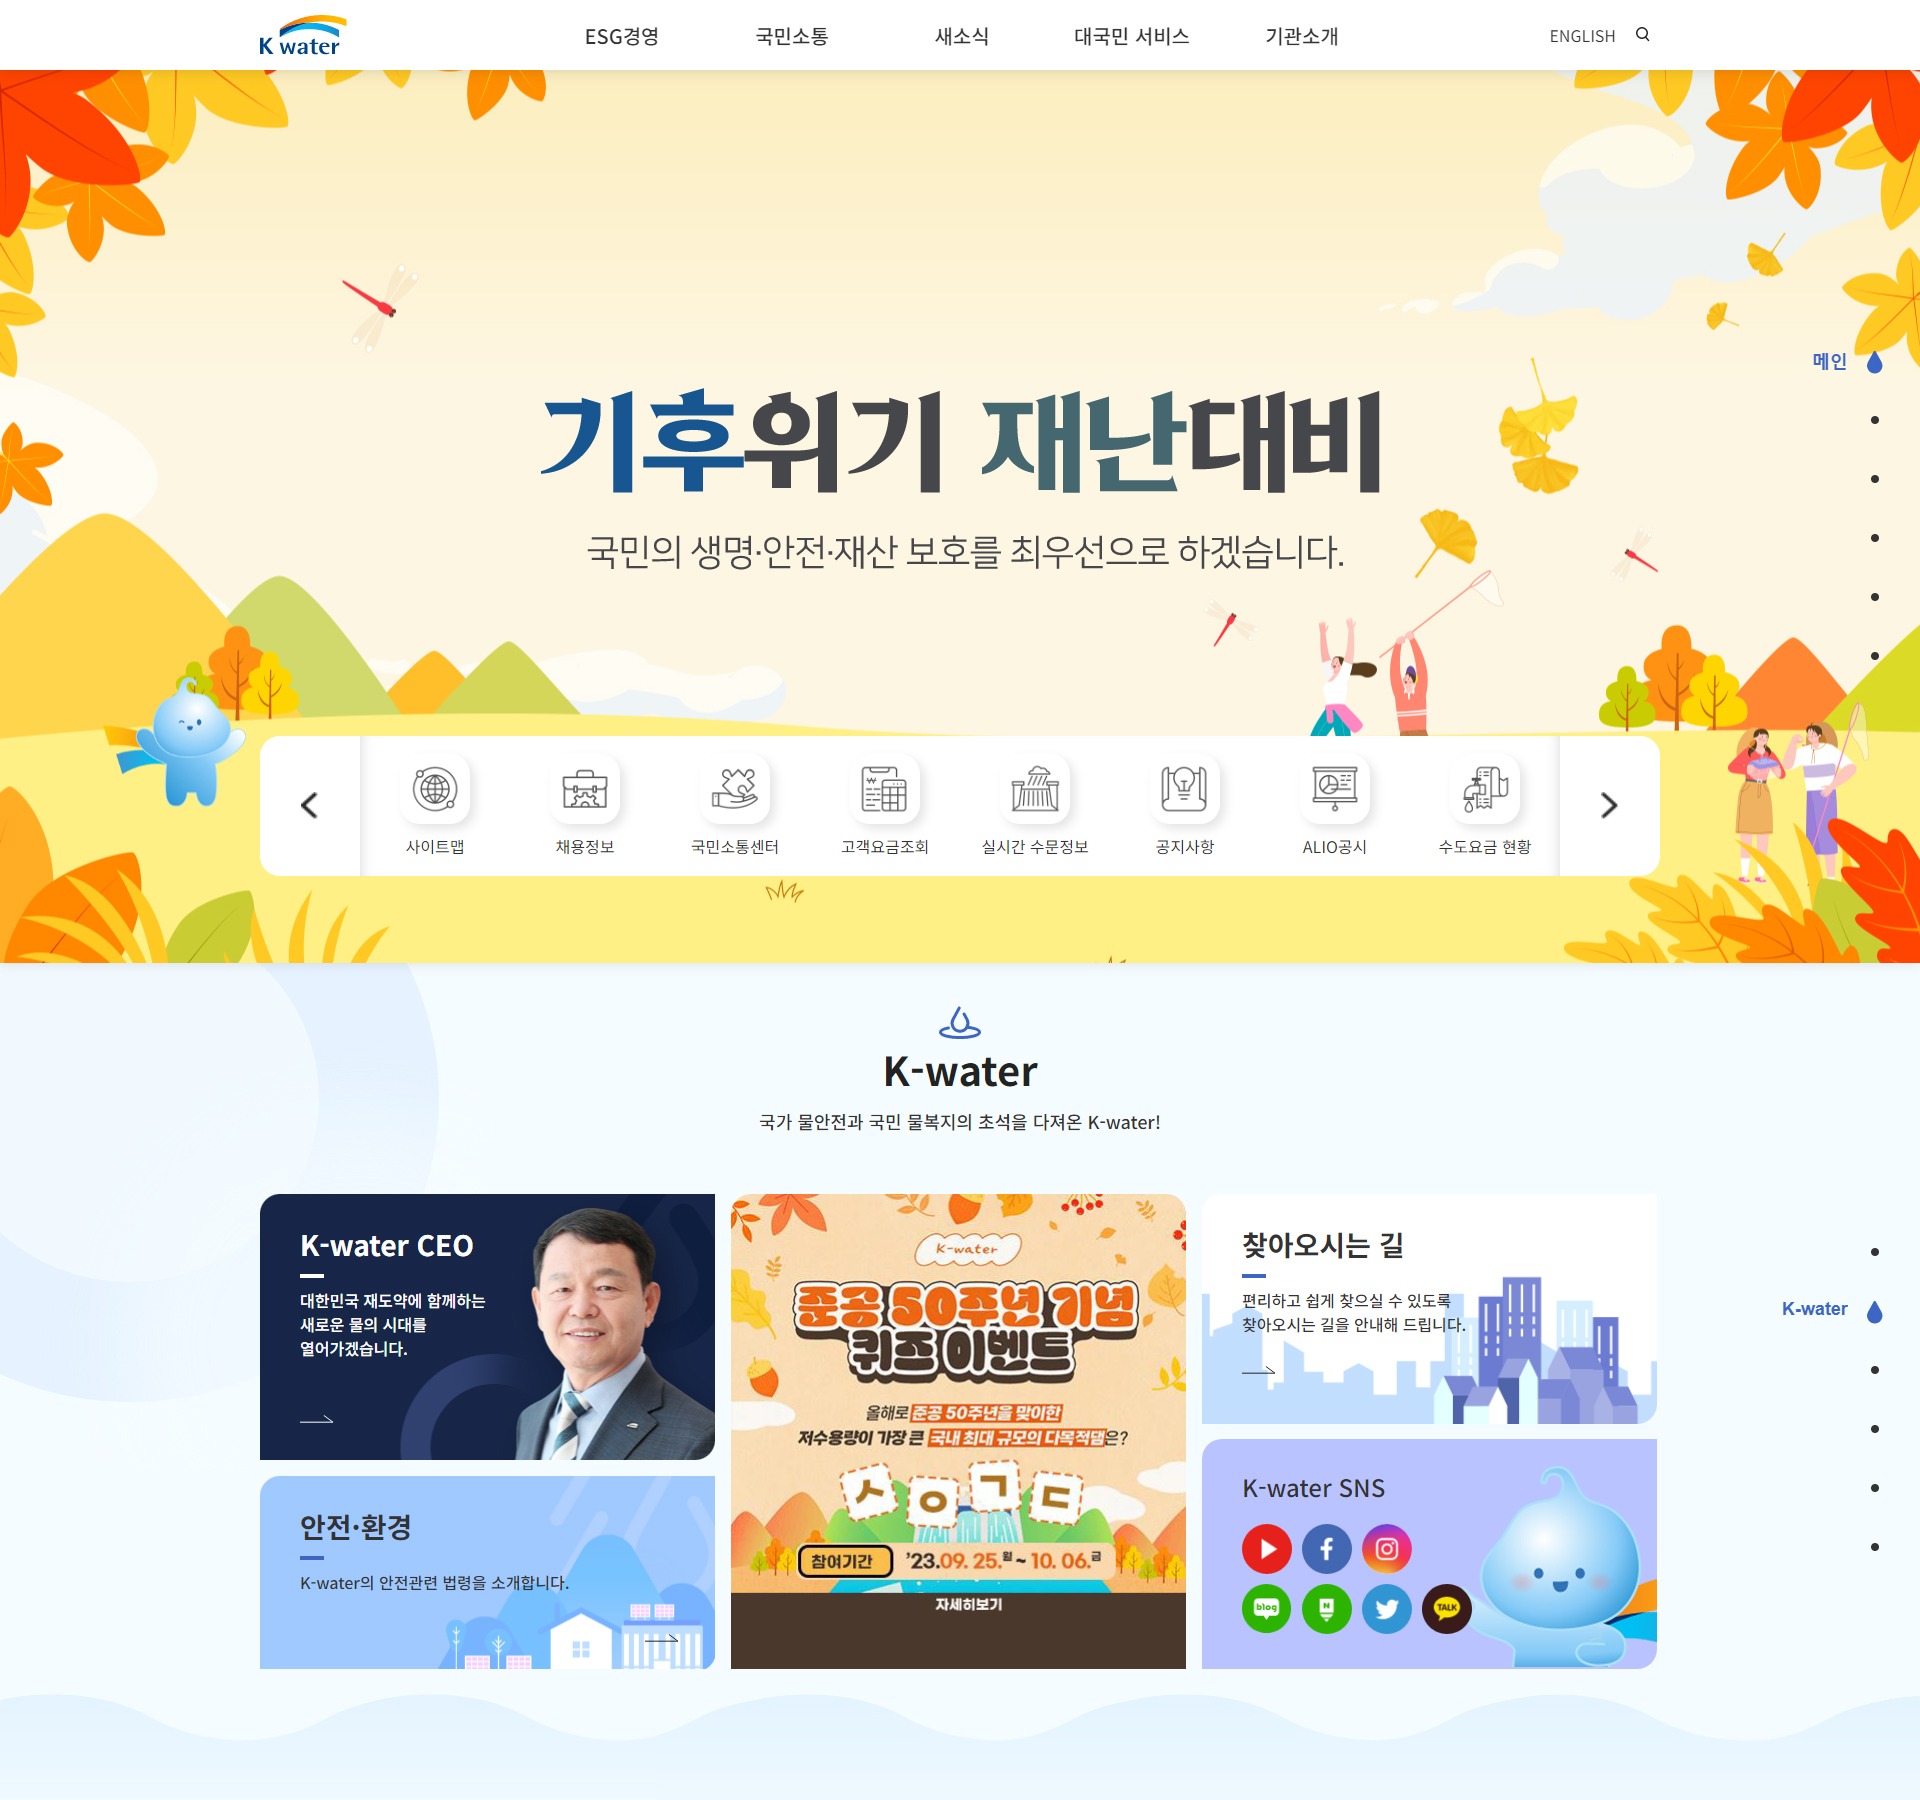 K water
ESG경영
국민소통
새소식
대국민 서비스
기관소개
ENGLISH
메인
기후위기 재난대비
국민의 생명·안전·재산 보호를 최우선으로 하겠습니다.
사이트맵
채용정보
국민소통센터
고객요금조회
실시간 수문정보
공지사항
ALIO공시
수도요금 현황
K-water
국가 물안전과 국민 물복지의 초석을 다져온 K-water!
K-water CEO
대한민국 재도약에 함께하는
새로운 물의 시대를
열어가겠습니다.
안전·환경
K-water의 안전관련 법령을 소개합니다.
K-water
준공 50주년 기념
퀴즈 이벤트
올해로 준공 50주년을 맞이한
저수용량이 가장 큰 국내 최대 규모의 다목적댐은?
ㅅ ㅇ ㄱ ㄷ
참여기간 '23.09. 25.월 ~ 10. 06.금
자세히보기
찾아오시는 길
편리하고 쉽게 찾으실 수 있도록
찾아오시는 길을 안내해 드립니다.
K-water SNS
blog
N
TALK
K-water